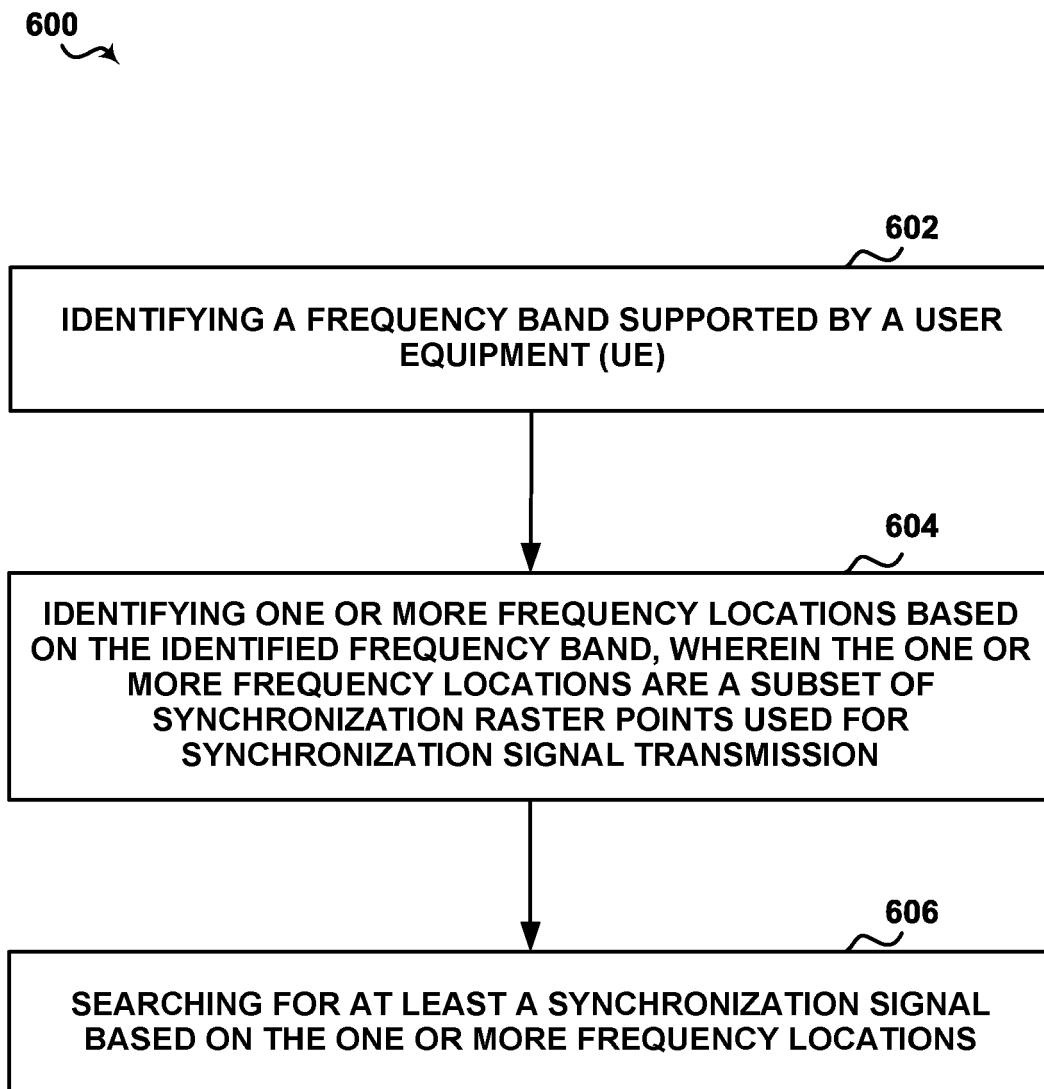 600
602
IDENTIFYING A FREQUENCY BAND SUPPORTED BY A USER
EQUIPMENT (UE)
604
IDENTIFYING ONE OR MORE FREQUENCY LOCATIONS BASED
ON THE IDENTIFIED FREQUENCY BAND, WHEREIN THE ONE OR
MORE FREQUENCY LOCATIONS ARE A SUBSET OF
SYNCHRONIZATION RASTER POINTS USED FOR
SYNCHRONIZATION SIGNAL TRANSMISSION
606
SEARCHING FOR AT LEAST A SYNCHRONIZATION SIGNAL
BASED ON THE ONE OR MORE FREQUENCY LOCATIONS